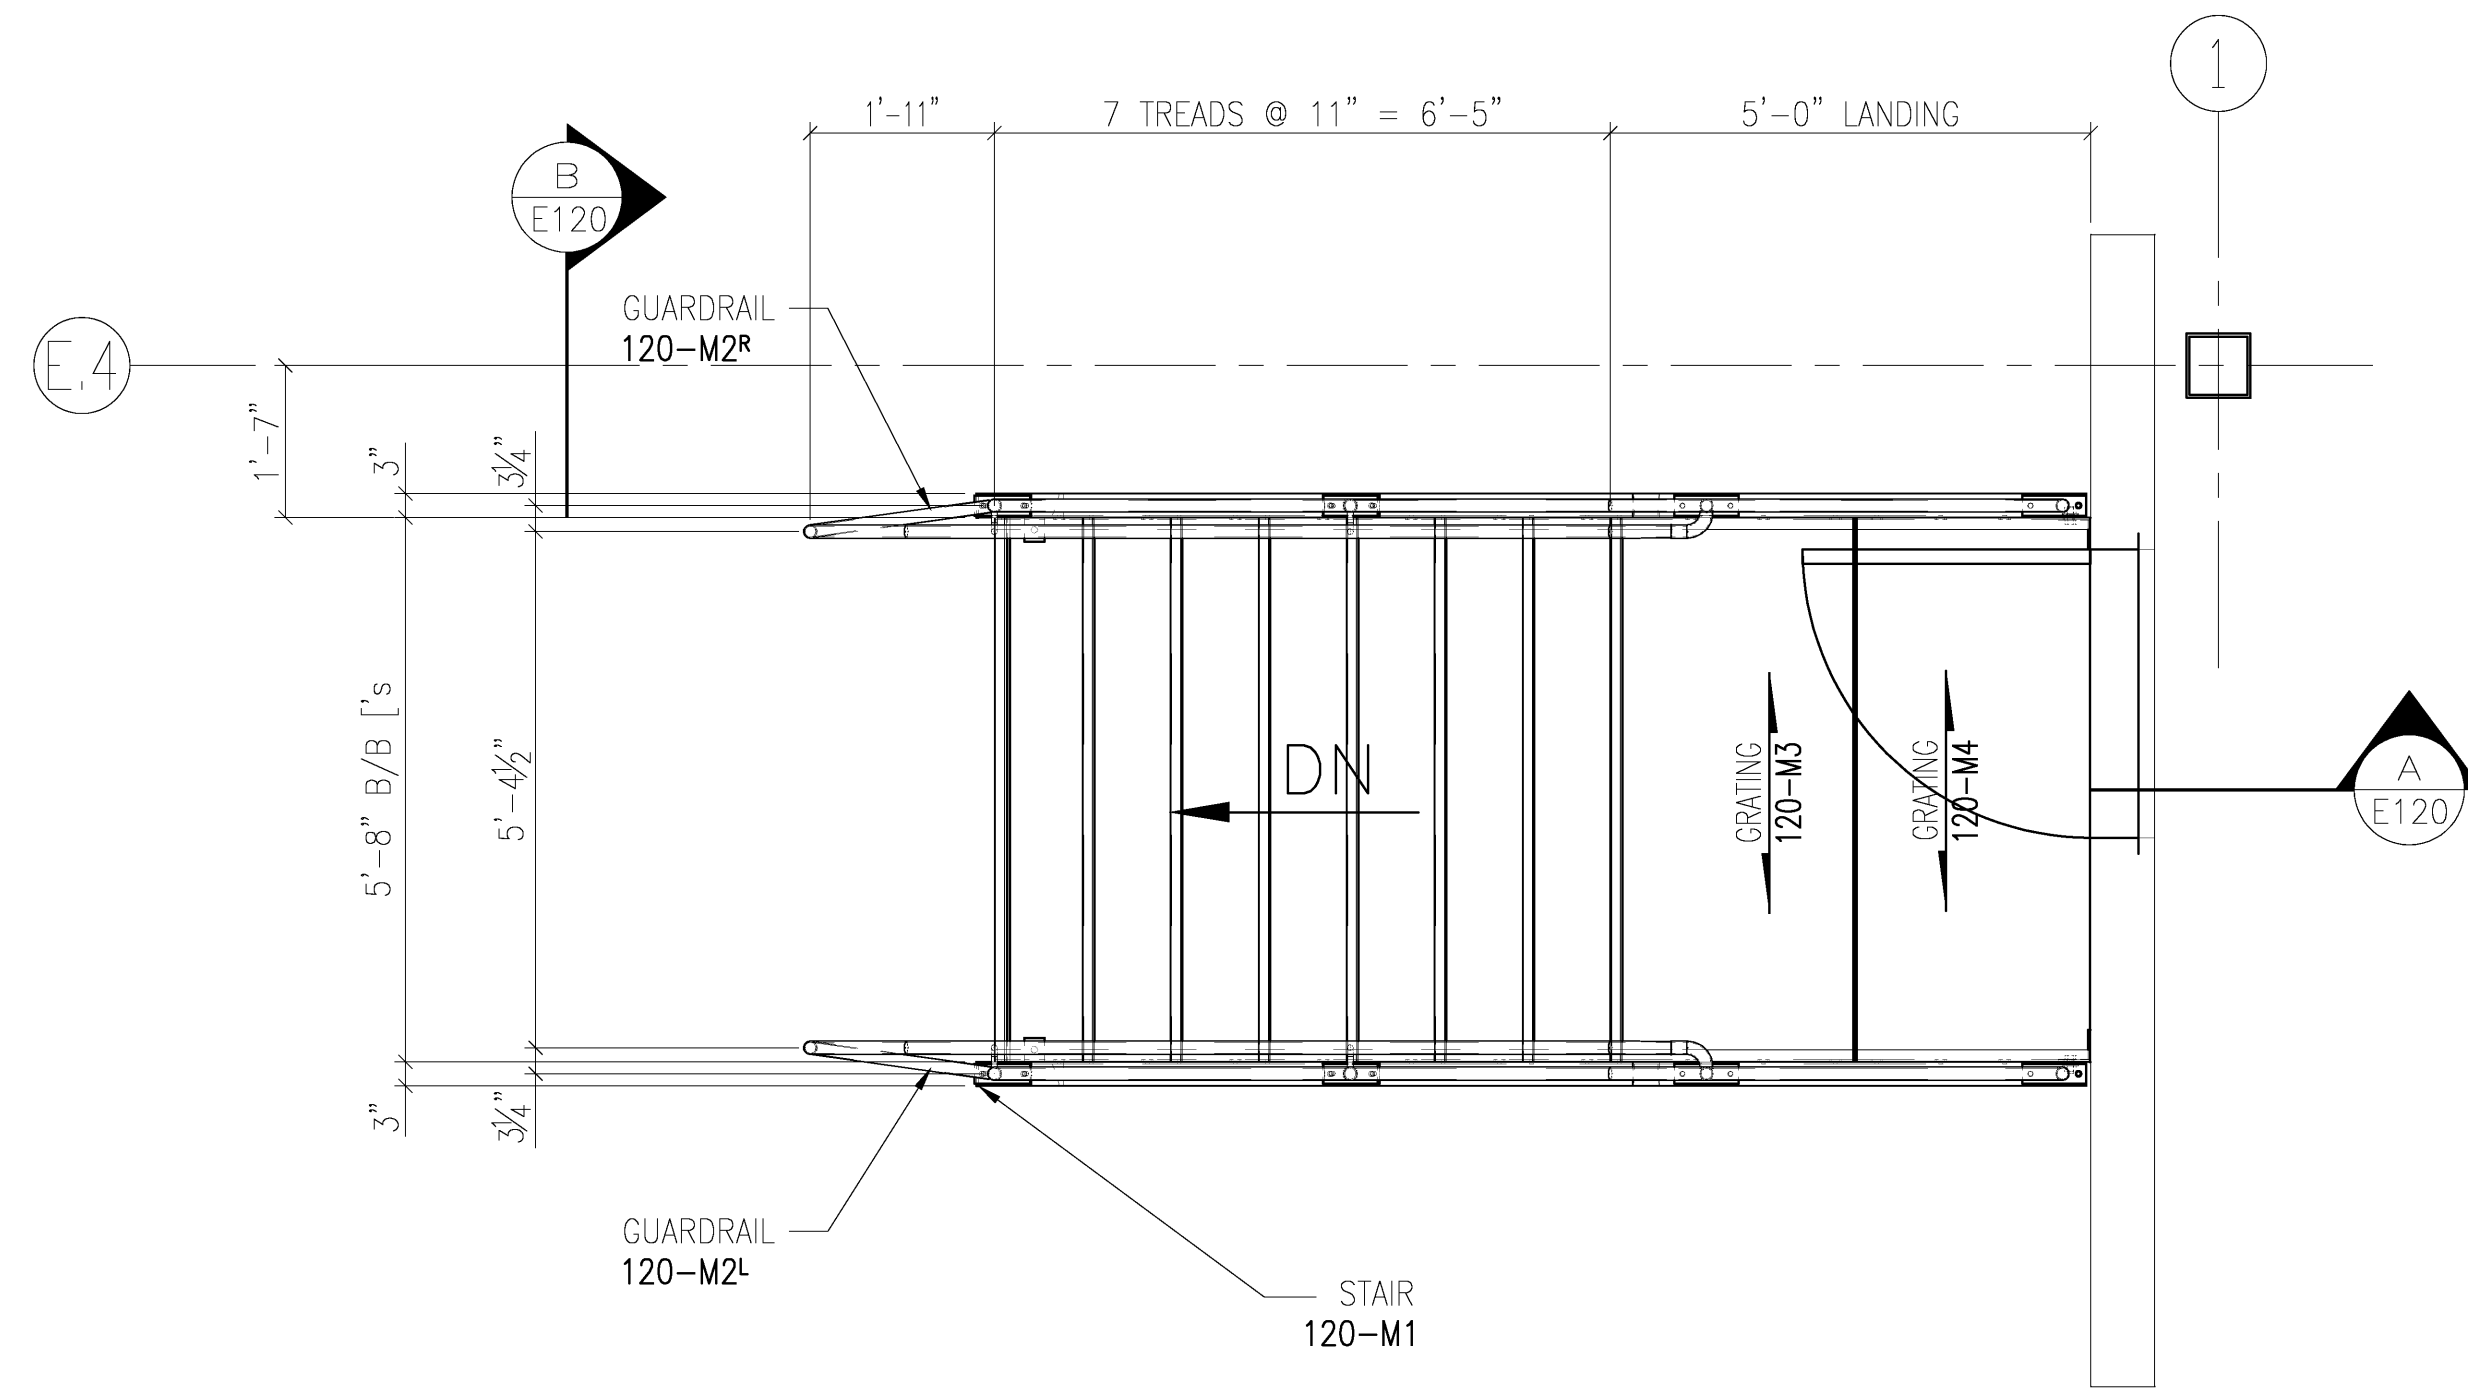 1
1'-11"
7 TREADS @ 11" = 6'-5"
5'-0" LANDING
B
E120
GUARDRAIL
120-M2R
E.4
1'-7"
3"
3¼"
5'-8" B/B ['s
5'-4½"
DN
GRATING
120-M3
GRATING
120-M4
A
E120
3"
3¼"
GUARDRAIL
120-M2L
STAIR
120-M1